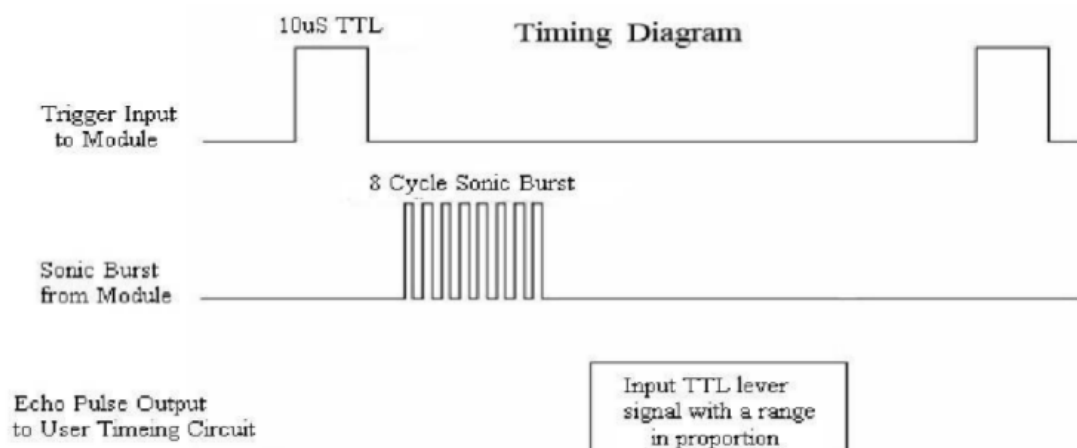 10uS TTL
Timing Diagram
Trigger Input
to Module
8 Cycle Sonic Burst
Sonic Burst
from Module
Echo Pulse Output
to User Timeing Circuit
Input TTL lever
signal with a range
in proportion